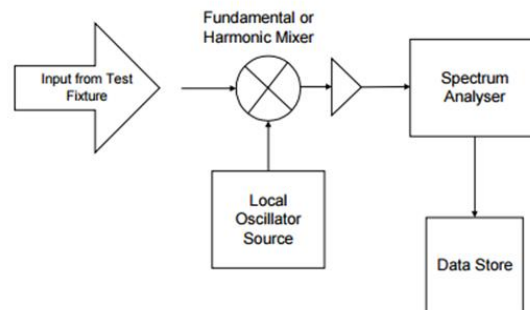 Fundamental or
Harmonic Mixer
Input from Test
Fixture
Spectrum
Analyser
Local
Oscillator
Source
Data Store